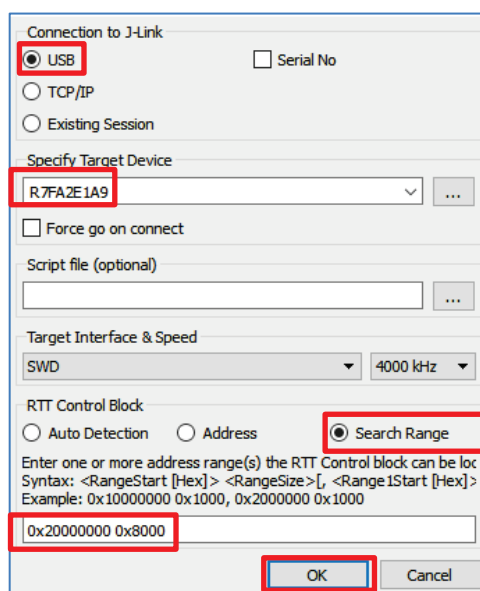 Connection to J-Link
USB
Serial No
TCP/IP
Existing Session
Specify Target Device
R7FA2E1A9
...
Force go on connect
Script file (optional)
...
Target Interface & Speed
SWD
4000 kHz
RTT Control Block
Auto Detection
Address
Search Range
Enter one or more address range(s) the RTT Control block can be loc
Syntax: <RangeStart [Hex]> <RangeSize>[, <Range1Start [Hex]>
Example: 0x10000000 0x1000, 0x2000000 0x1000
0x20000000 0x8000
OK
Cancel